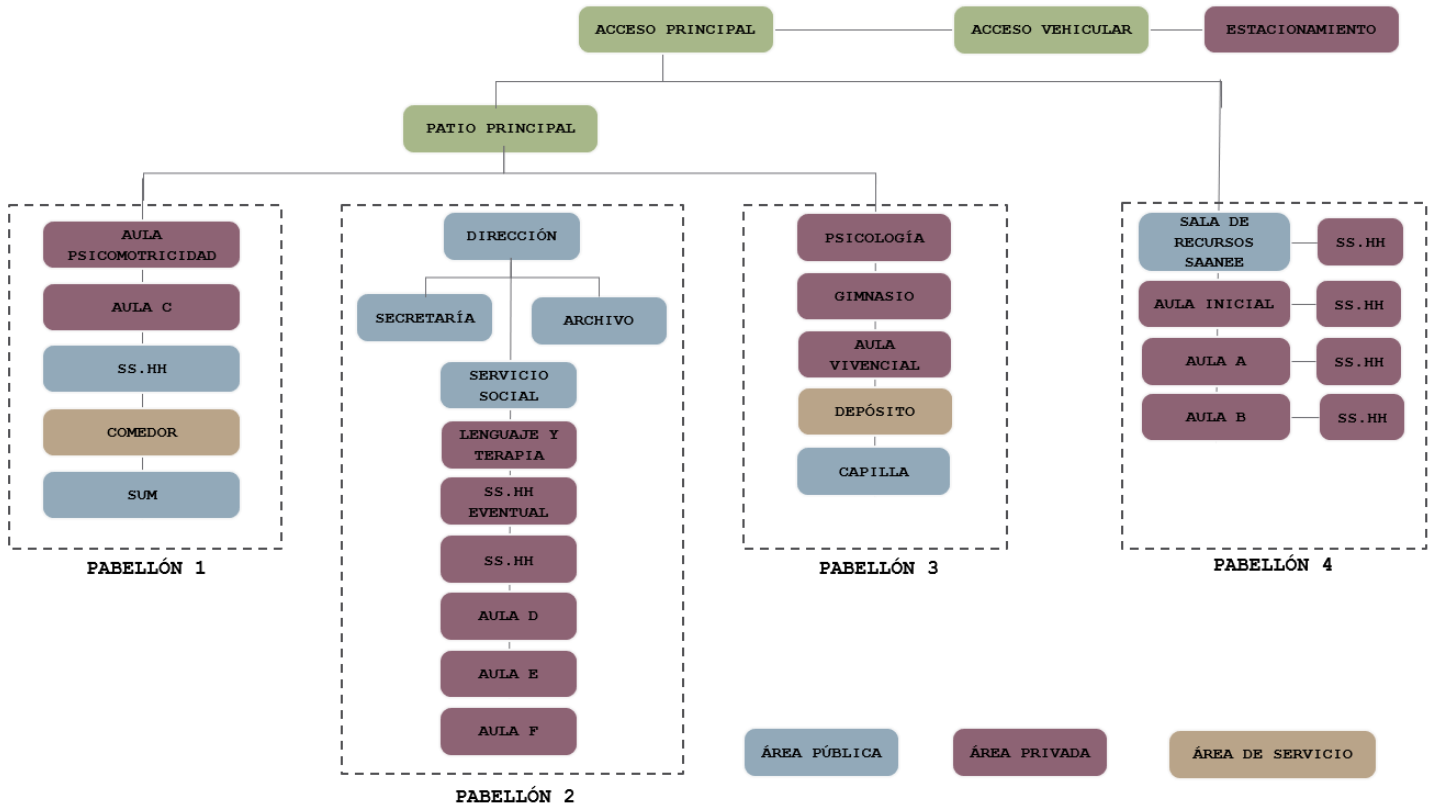 ACCESO PRINCIPAL
ACCESO VEHICULAR
ESTACIONAMIENTO
PATIO PRINCIPAL
AULA
PSICOMOTRICIDAD
AULA C
SS.HH
COMEDOR
SUM
PABELLÓN 1
DIRECCIÓN
SECRETARÍA
ARCHIVO
SERVICIO
SOCIAL
LENGUAJE Y
TERAPIA
SS.HH
EVENTUAL
SS.HH
AULA D
AULA E
AULA F
PABELLÓN 2
PSICOLOGÍA
GIMNASIO
AULA
VIVENCIAL
DEPÓSITO
CAPILLA
PABELLÓN 3
SALA DE
RECURSOS
SAANEE
SS.HH
AULA INICIAL
SS.HH
AULA A
SS.HH
AULA B
SS.HH
PABELLÓN 4
ÁREA PÚBLICA
ÁREA PRIVADA
ÁREA DE SERVICIO